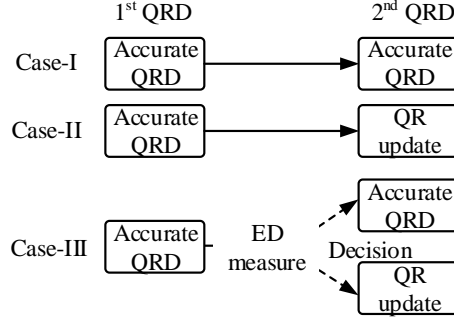 1st QRD 2nd QRD
Case-I Accurate QRD Accurate QRD
Case-II Accurate QRD QR update
Case-III Accurate QRD ED measure Decision Accurate QRD QR update